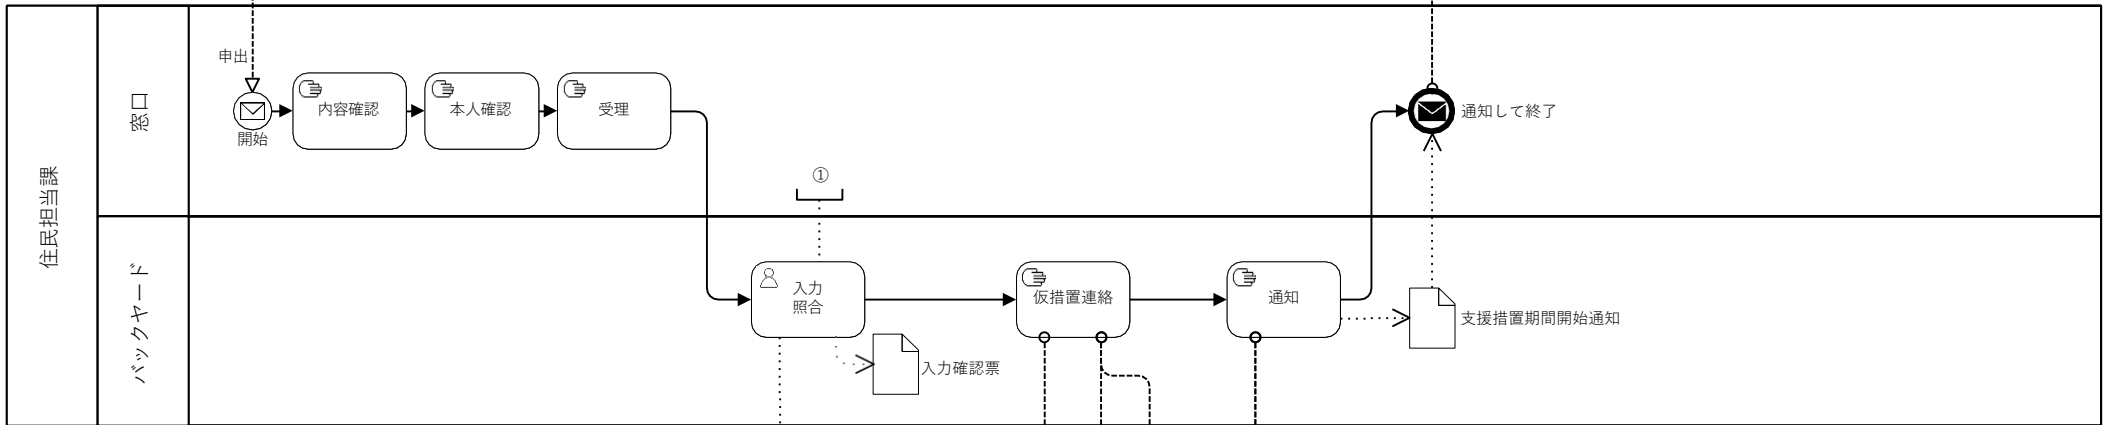 住民担当課
窓口
申出
開始
内容確認
本人確認
受理
通知して終了
①
バックヤード
入力
照合
入力確認票
仮措置連絡
通知
支援措置期間開始通知